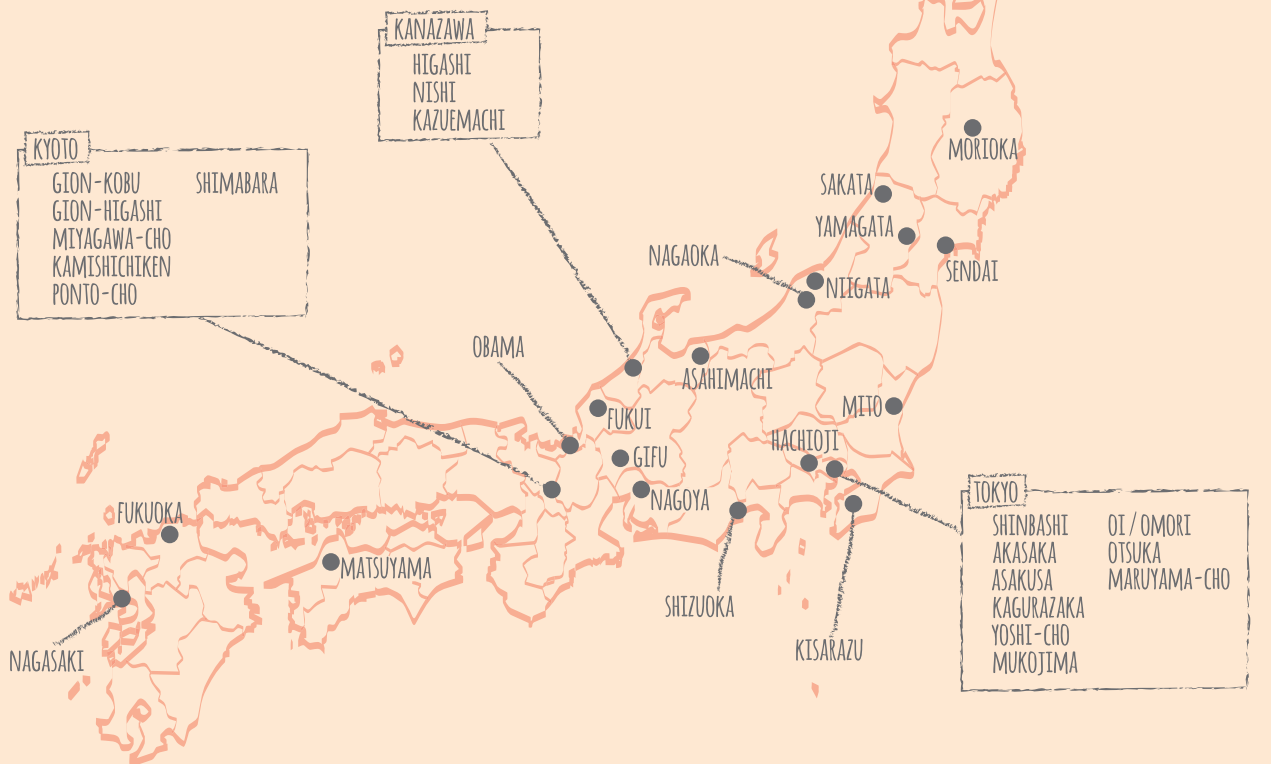 KANAZAWA
HIGASHI
NISHI
KAZUEMACHI
KYOTO
GION-KOBU
GION-HIGASHI
MIYAGAWA-CHO
KAMISHICHIKEN
PONTO-CHO
SHIMABARA
MORIOKA
SAKATA
YAMAGATA
SENDAI
NAGAOKA
NIIGATA
OBAMA
ASAHIMACHI
FUKUI
MITO
HACHIOJI
GIFU
NAGOYA
FUKUOKA
MATSUYAMA
SHIZUOKA
KISARAZU
NAGASAKI
TOKYO
SHINBASHI
AKASAKA
ASAKUSA
KAGURAZAKA
YOSHI-CHO
MUKOJIMA
OI/OMORI
OTSUKA
MARUYAMA-CHO